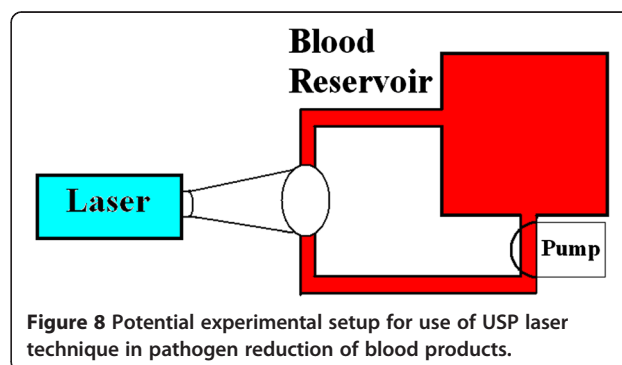 Blood
Reservoir
Laser
Pump
Figure 8 Potential experimental setup for use of USP laser
technique in pathogen reduction of blood products.